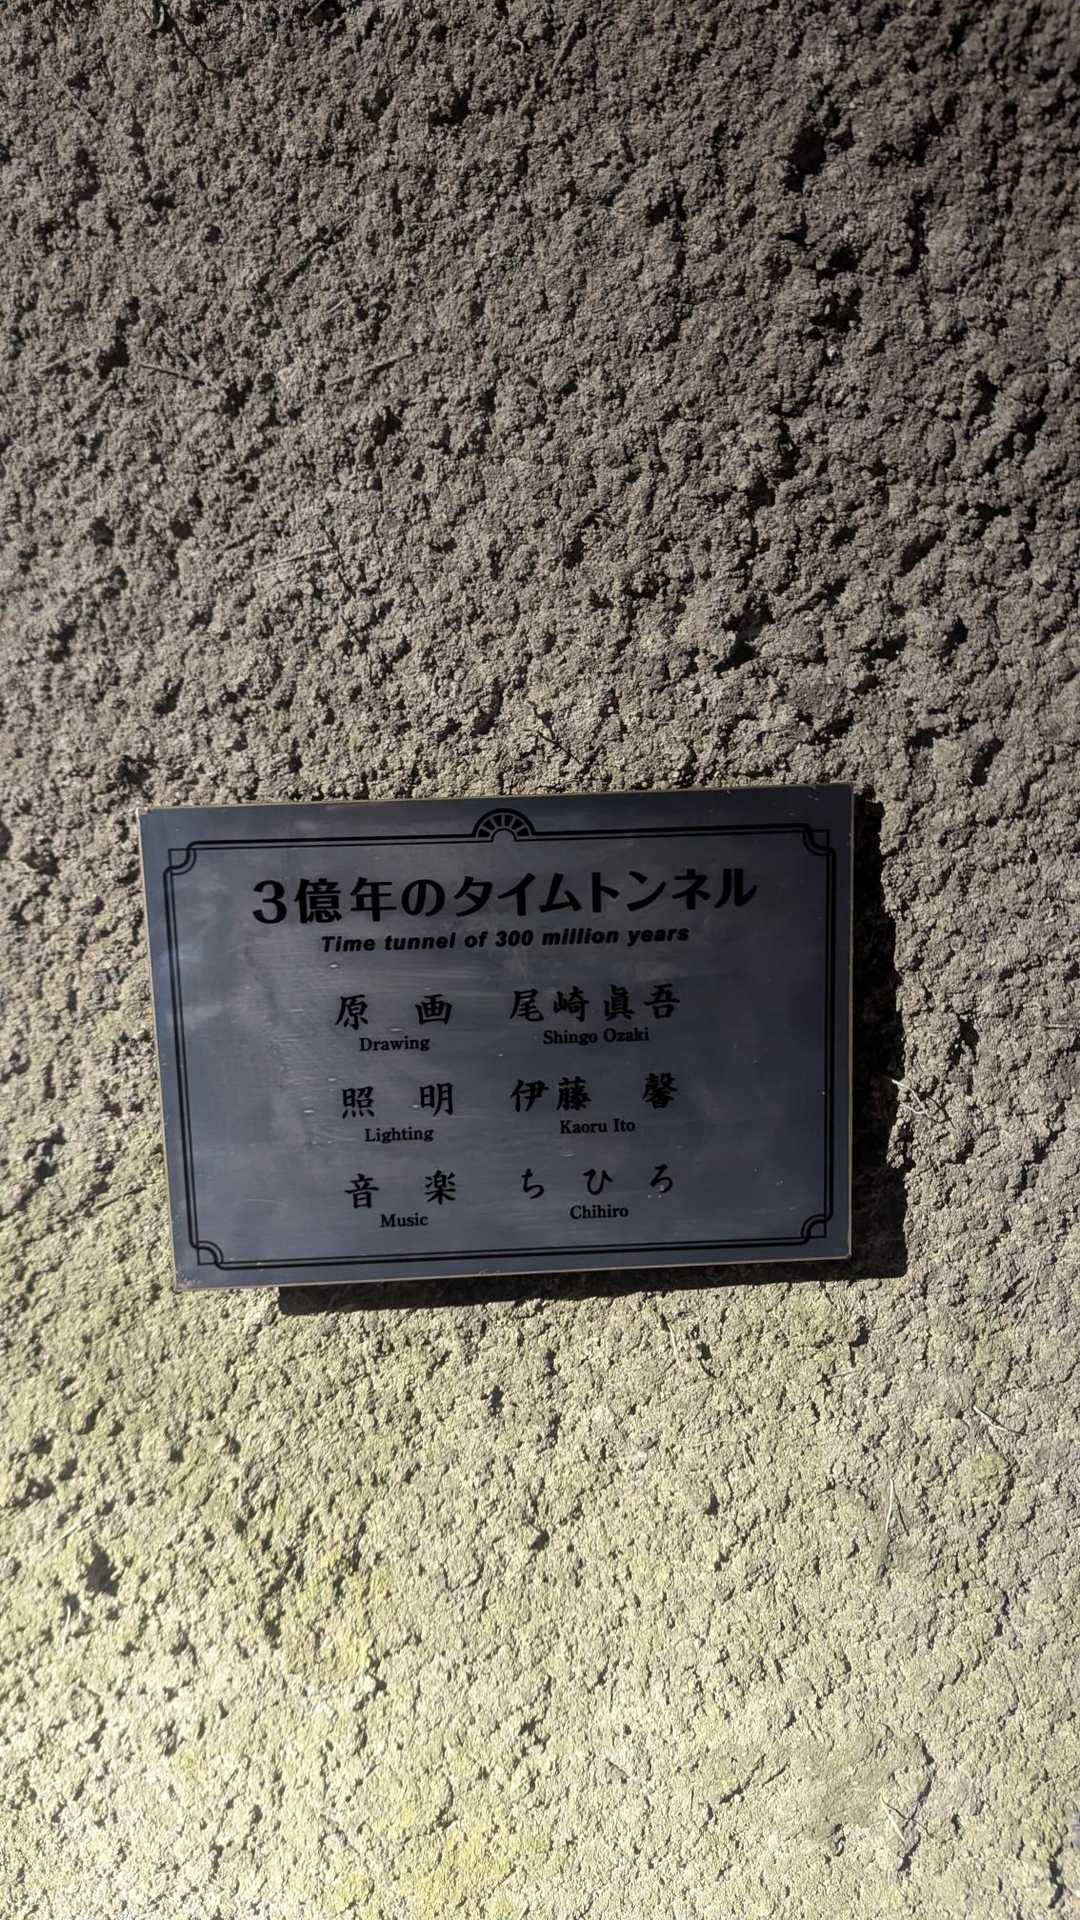 3億年のタイムトンネル
Time tunnel of 300 million years
原 画 尾崎眞吾
Drawing Shingo Ozaki
照 明 伊藤 馨
Lighting Kaoru Ito
音 楽 ちひろ
Music Chihiro